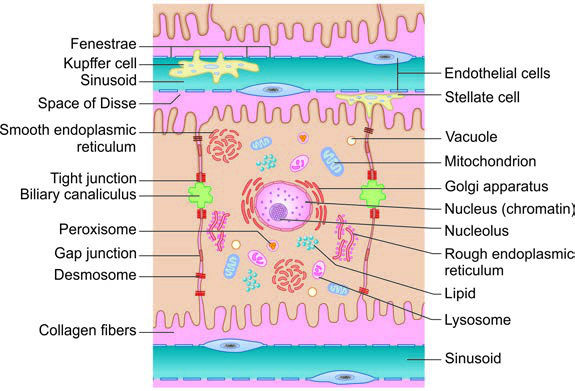 Fenestrae
Kupffer cell
Sinusoid
Space of Disse
Smooth endoplasmic
reticulum
Tight junction
Biliary canaliculus
Peroxisome
Gap junction
Desmosome
Collagen fibers
Endothelial cells
Stellate cell
Vacuole
Mitochondrion
Golgi apparatus
Nucleus (chromatin)
Nucleolus
Rough endoplasmic
reticulum
Lipid
Lysosome
Sinusoid